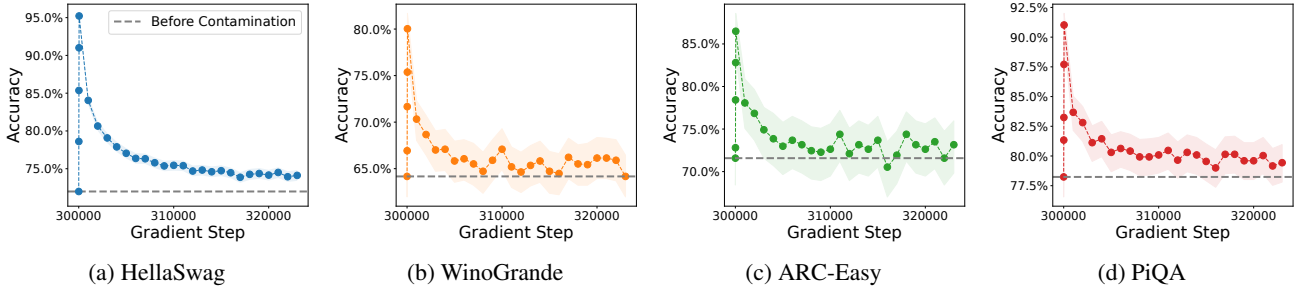 95.0%
90.0%
85.0%
80.0%
75.0%
Accuracy
300000 310000 320000
Gradient Step
Before Contamination
(a) HellaSwag
80.0%
75.0%
70.0%
65.0%
Accuracy
300000 310000 320000
Gradient Step
(b) WinoGrande
85.0%
80.0%
75.0%
70.0%
Accuracy
300000 310000 320000
Gradient Step
(c) ARC-Easy
92.5%
90.0%
87.5%
85.0%
82.5%
80.0%
77.5%
Accuracy
300000 310000 320000
Gradient Step
(d) PiQA